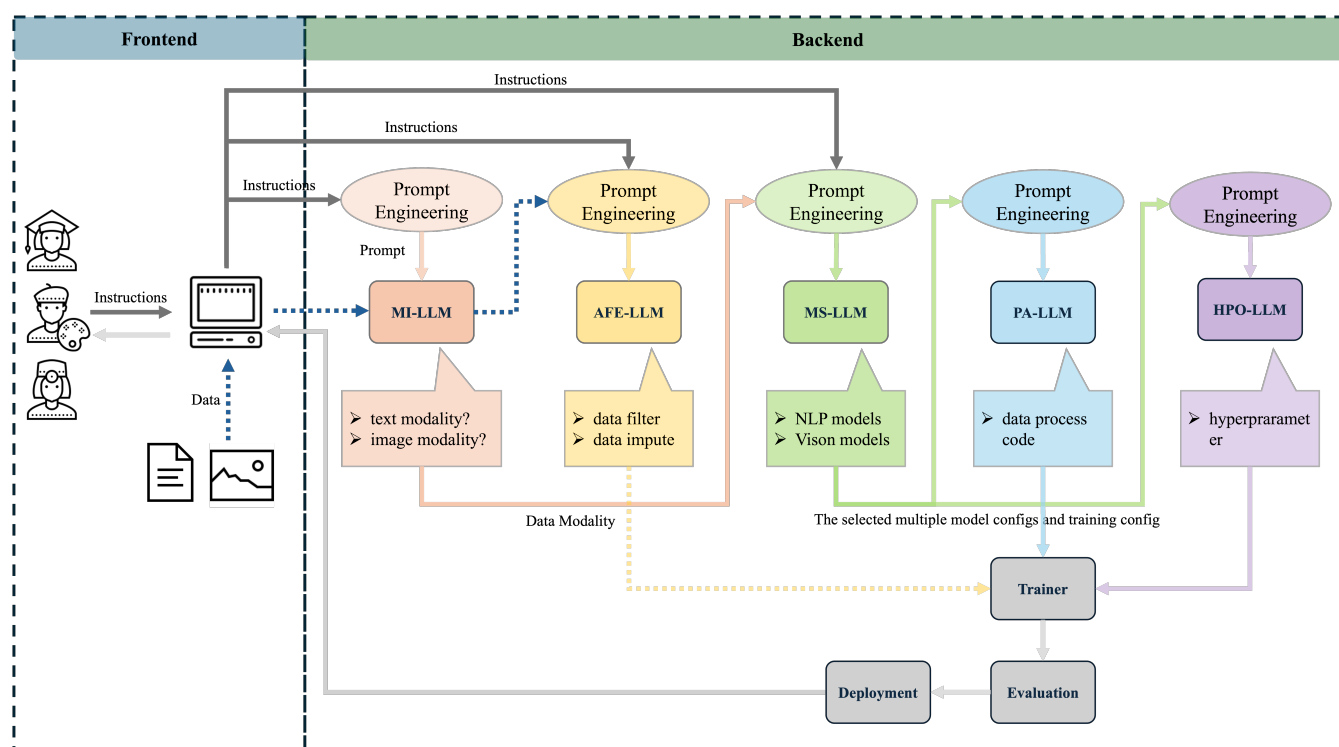 Frontend
Backend
Instructions
Instructions
Instructions
Prompt
Engineering
Prompt
Engineering
Prompt
Engineering
Prompt
Engineering
Prompt
Engineering
Prompt
Instructions
MI-LLM
AFE-LLM
MS-LLM
PA-LLM
HPO-LLM
Data
➢ text modality?
➢ image modality?
➢ data filter
➢ data impute
➢ NLP models
➢ Vison models
➢ data process
code
➢ hyperpraramet
er
Data Modality
The selected multiple model configs and training config
Trainer
Deployment
Evaluation